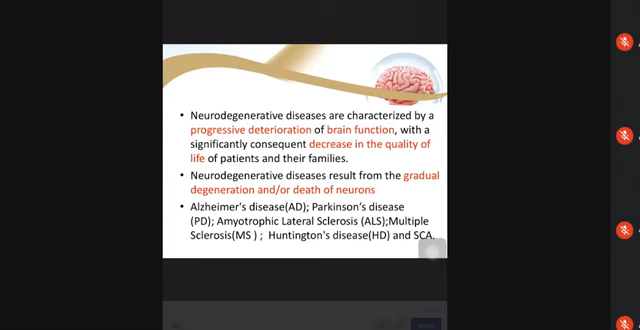 • Neurodegenerative diseases are characterized by a
progressive deterioration of brain function, with a
significantly consequent decrease in the quality of
life of patients and their families.
• Neurodegenerative diseases result from the gradual
degeneration and/or death of neurons
• Alzheimer's disease(AD); Parkinson's disease
(PD); Amyotrophic Lateral Sclerosis (ALS);Multiple
Sclerosis(MS ) ; Huntington's disease(HD) and SCA.